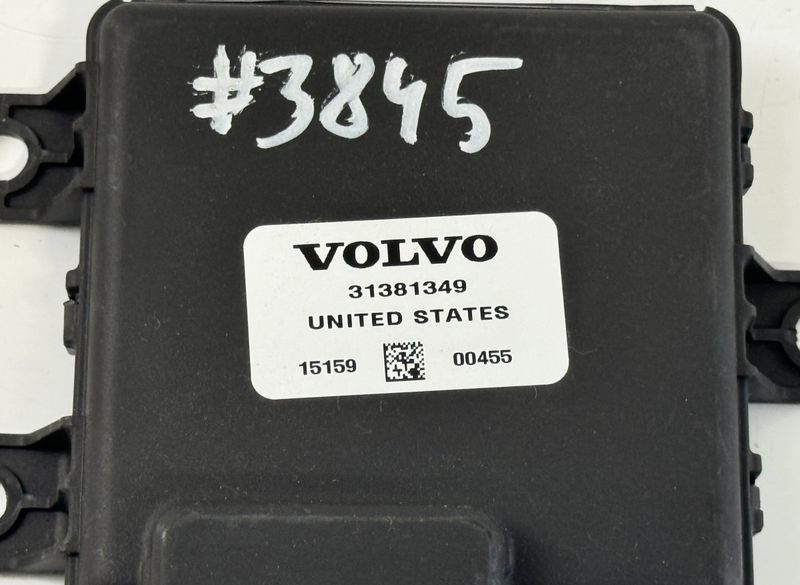 #3845
VOLVO
31381349
UNITED STATES
15159 00455